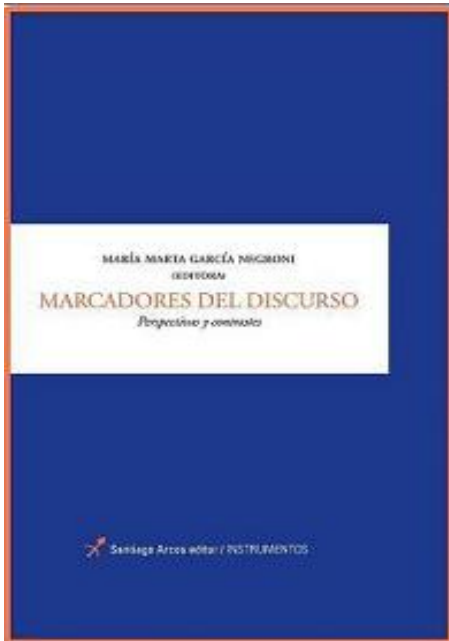 MARÍA MARTA GARCÍA NEGRONI
(EDITORA)
MARCADORES DEL DISCURSO
Perspectivas y contrastes
Santiago Arcos editor / INSTRUMENTOS